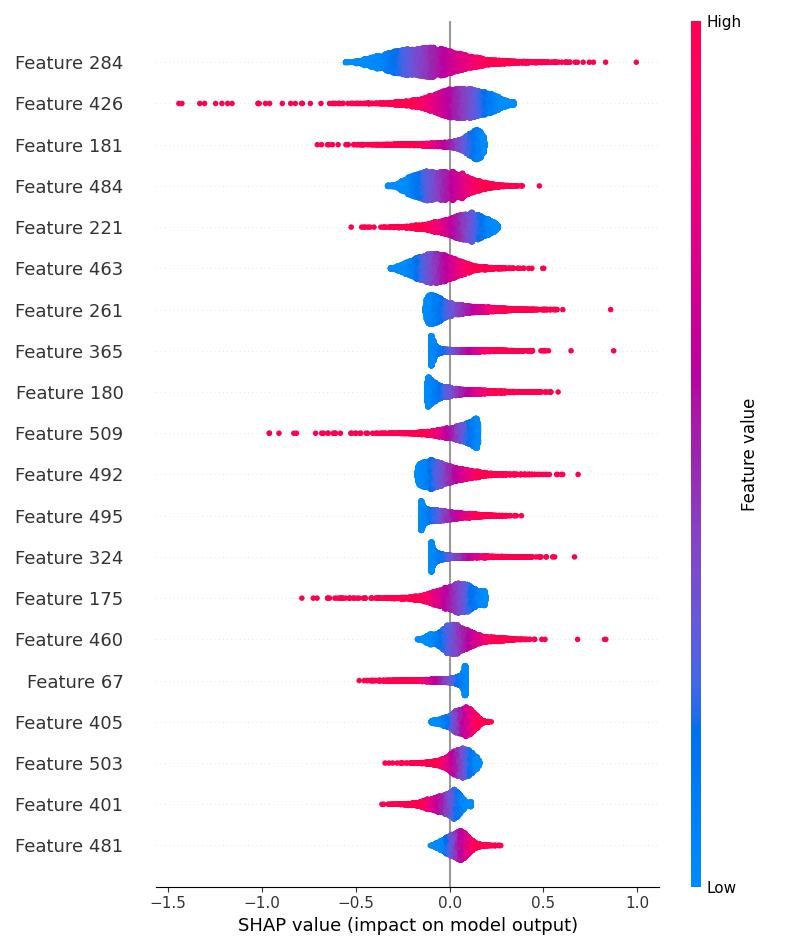 High
Feature 284
Feature 426
Feature 181
Feature 484
Feature 221
Feature 463
Feature 261
Feature 365
Feature 180
Feature 509
Feature 492
Feature 495
Feature 324
Feature 175
Feature 460
Feature 67
Feature 405
Feature 503
Feature 401
Feature 481
Feature value
Low
−1.5 −1.0 −0.5 0.0 0.5 1.0
SHAP value (impact on model output)